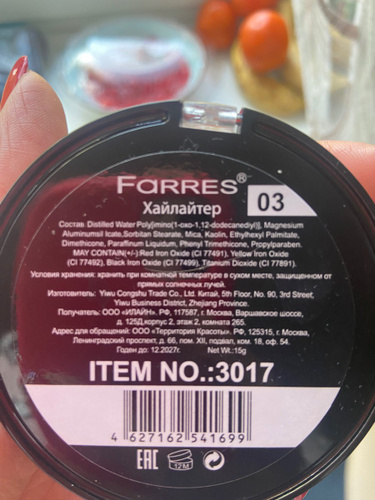 FARRES®
03
Хайлайтер
Состав: Distilled Water Poly[imino(1-oxo-1,12-dodecanediyl)], Magnesium
Aluminumsil Icate,Sorbitan Stearate, Mica, Kaolin, Ethylhexyl Palmitate,
Dimethicone, Paraffinum Liquidum, Phenyl Trimethicone, Propylparaben.
MAY CONTAIN(+/-):Red Iron Oxide (CI 77491), Yellow Iron Oxide
(CI 77492), Black Iron Oxide (CI 77499), Titanium Dioxide (CI 77891).
Условия хранения: хранить при комнатной температуре в сухом месте, защищенном от
прямых солнечных лучей.
Изготовитель: Yiwu Congshu Trade Co., Ltd. Китай, 5th Floor, No. 90, 3rd Street,
Yiwu Business District, Zhejiang Province.
Получатель: ООО «ИЛАЙН» РФ, 117587, г. Москва, Варшавское шоссе,
д. 125Д,корпус 2, этаж 2, комната 265.
Адрес для обращений: ООО «Территория Красоты» РФ, 125315, г. Москва,
Ленинградский проспект, д. 66, пом. XII, подвал, ком. 18, оф. 54.
Годен до: 12.2027г. Net Wt.:15g
ITEM NO.:3017
4 627162 541699
EAC 12M